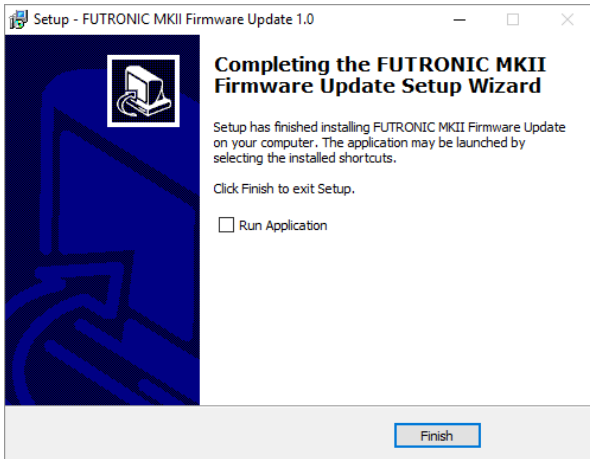 Setup - FUTRONIC MKII Firmware Update 1.0
Completing the FUTRONIC MKII
Firmware Update Setup Wizard
Setup has finished installing FUTRONIC MKII Firmware Update
on your computer. The application may be launched by
selecting the installed shortcuts.
Click Finish to exit Setup.
Run Application
Finish